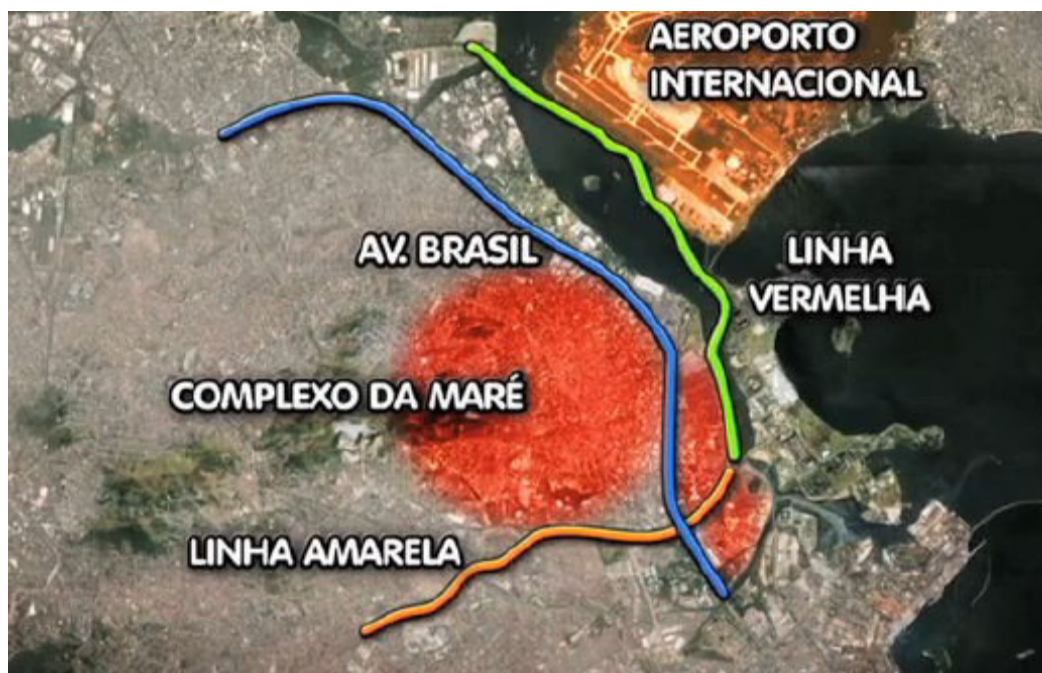 AEROPORTO
INTERNACIONAL
AV. BRASIL
LINHA
VERMELHA
COMPLEXO DA MARÉ
LINHA AMARELA